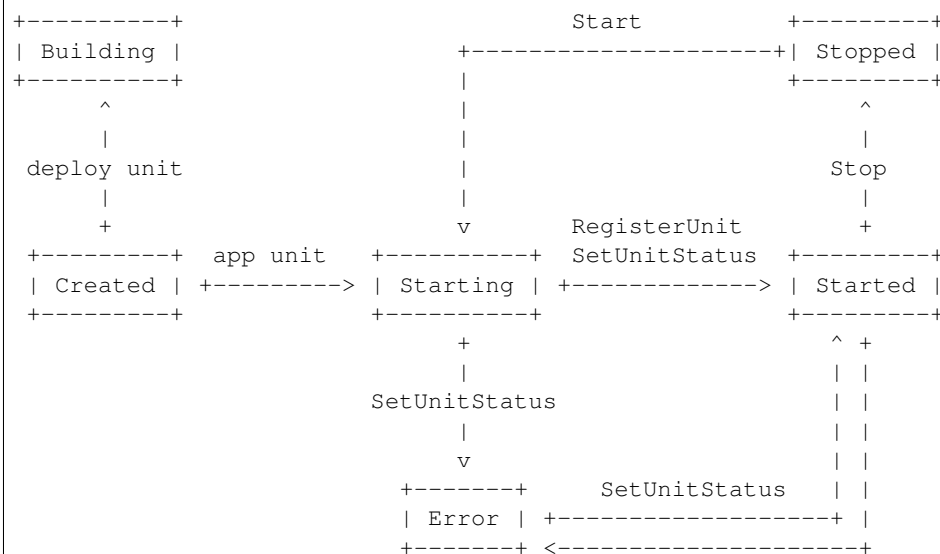 Start
Building
Stopped
deploy unit
Stop
RegisterUnit
app unit
SetUnitStatus
Created
Starting
Started
SetUnitStatus
SetUnitStatus
Error